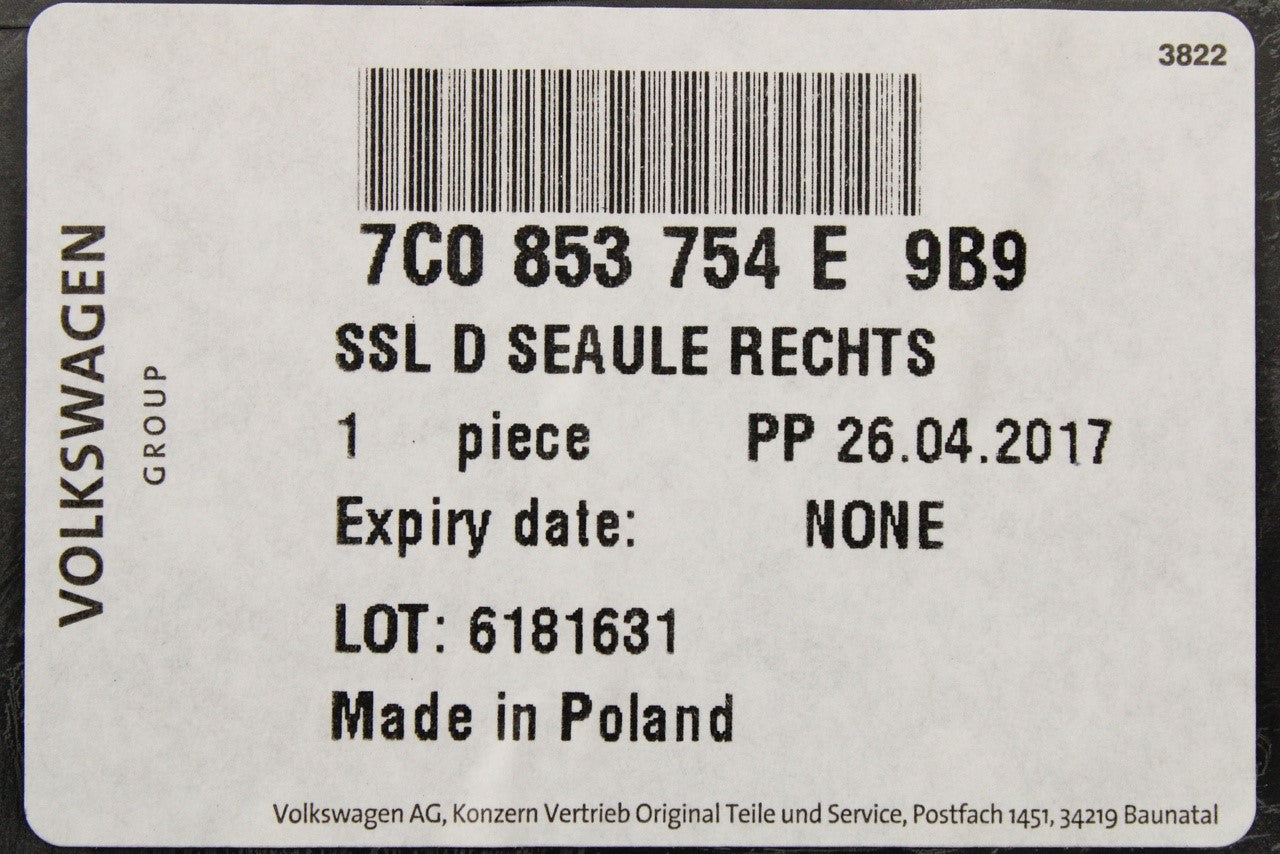 3822
7C0 853 754 E 9B9
SSL D SEAULE RECHTS
1 piece PP 26.04.2017
Expiry date: NONE
LOT: 6181631
Made in Poland
VOLKSWAGEN
GROUP
Volkswagen AG, Konzern Vertrieb Original Teile und Service, Postfach 1451, 34219 Baunatal